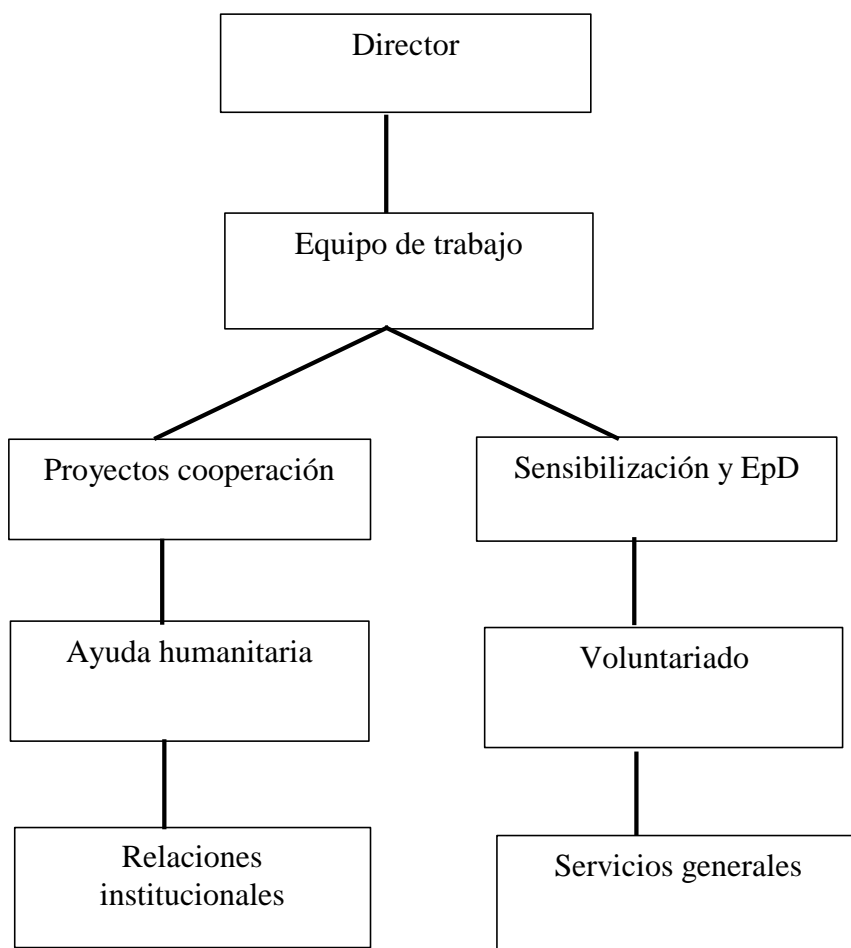 Director
Equipo de trabajo
Proyectos cooperación
Sensibilización y EpD
Ayuda humanitaria
Voluntariado
Relaciones
institucionales
Servicios generales